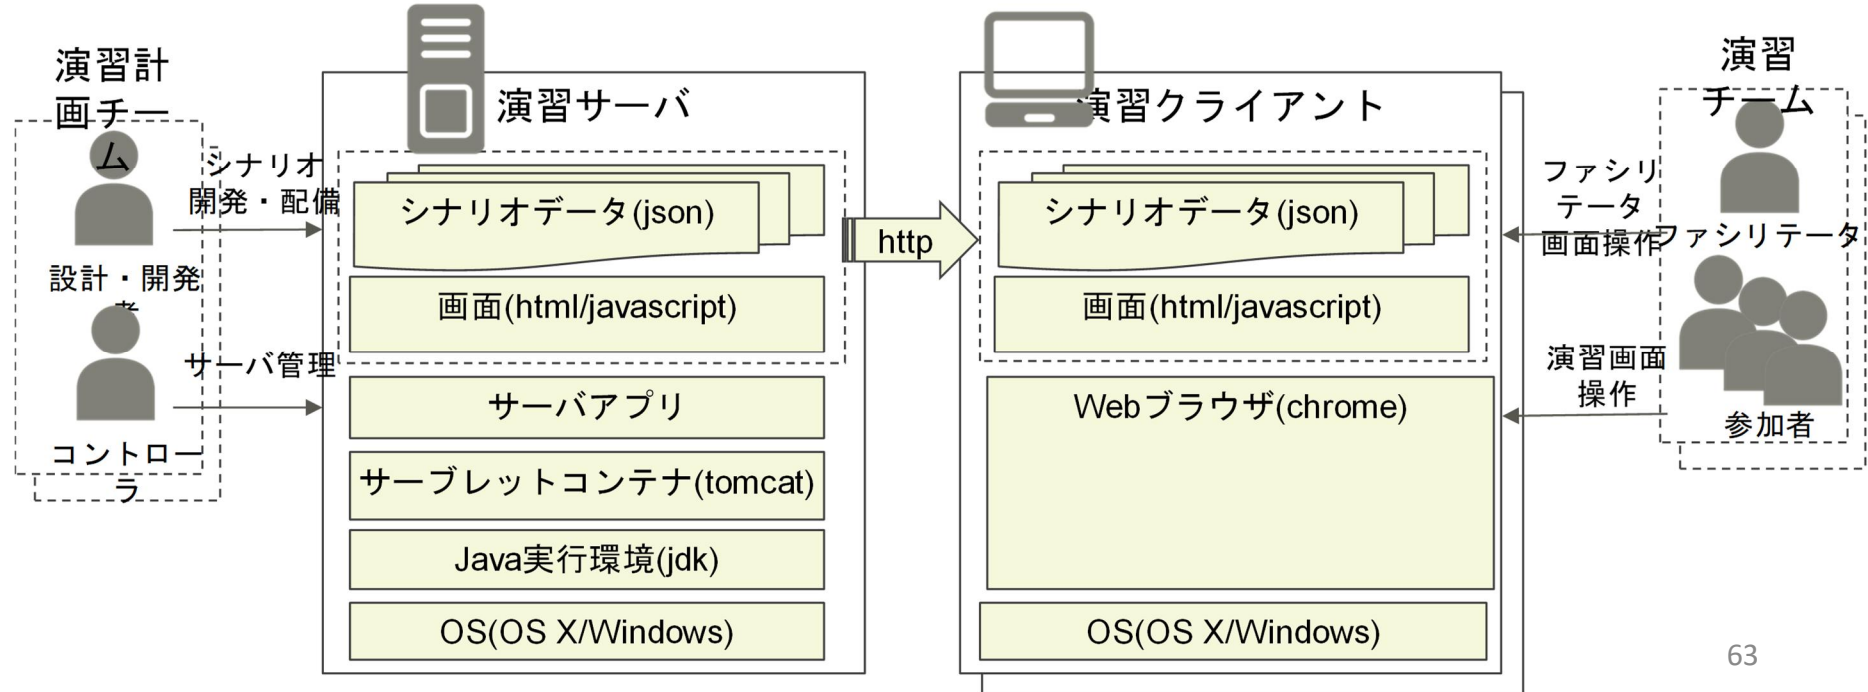 演習計
画チー
ム
設計・開発
者
コントロー
ラ
シナリオ
開発・配備
サーバ管理
演習サーバ
シナリオデータ(json)
画面(html/javascript)
サーバアプリ
サーブレットコンテナ(tomcat)
Java実行環境(jdk)
OS(OS X/Windows)
http
演習クライアント
シナリオデータ(json)
画面(html/javascript)
Webブラウザ(chrome)
OS(OS X/Windows)
ファシリ
テータ
画面操作
演習画面
操作
演習
チーム
ファシリテータ
参加者
63